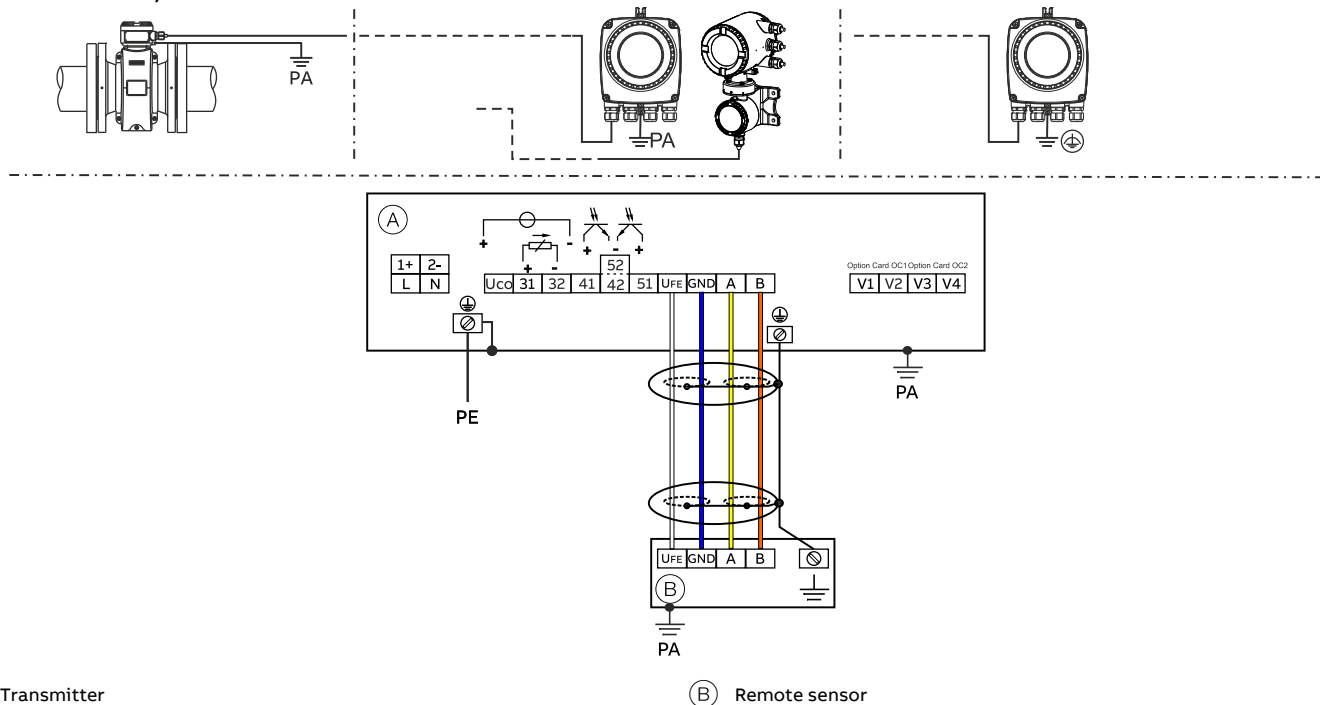 PA
PA
A
+ -
+ -
+ - +
1+ 2-
L N
52
Uco 31 32 41 42 51 UFE GND A B
Option Card OC1 Option Card OC2
V1 V2 V3 V4
PE
PA
UFE GND A B
B
PA
Transmitter
B Remote sensor